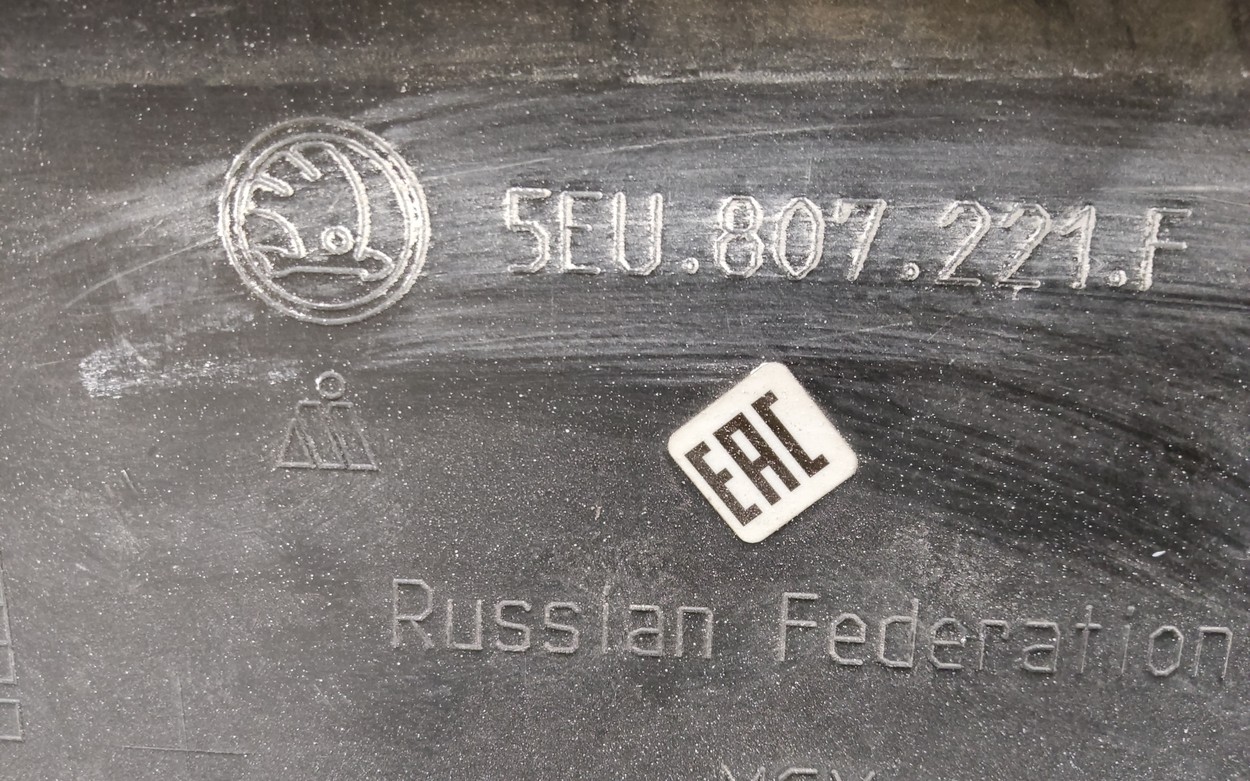 5EU.807.221.F
EAC
Russian Federation